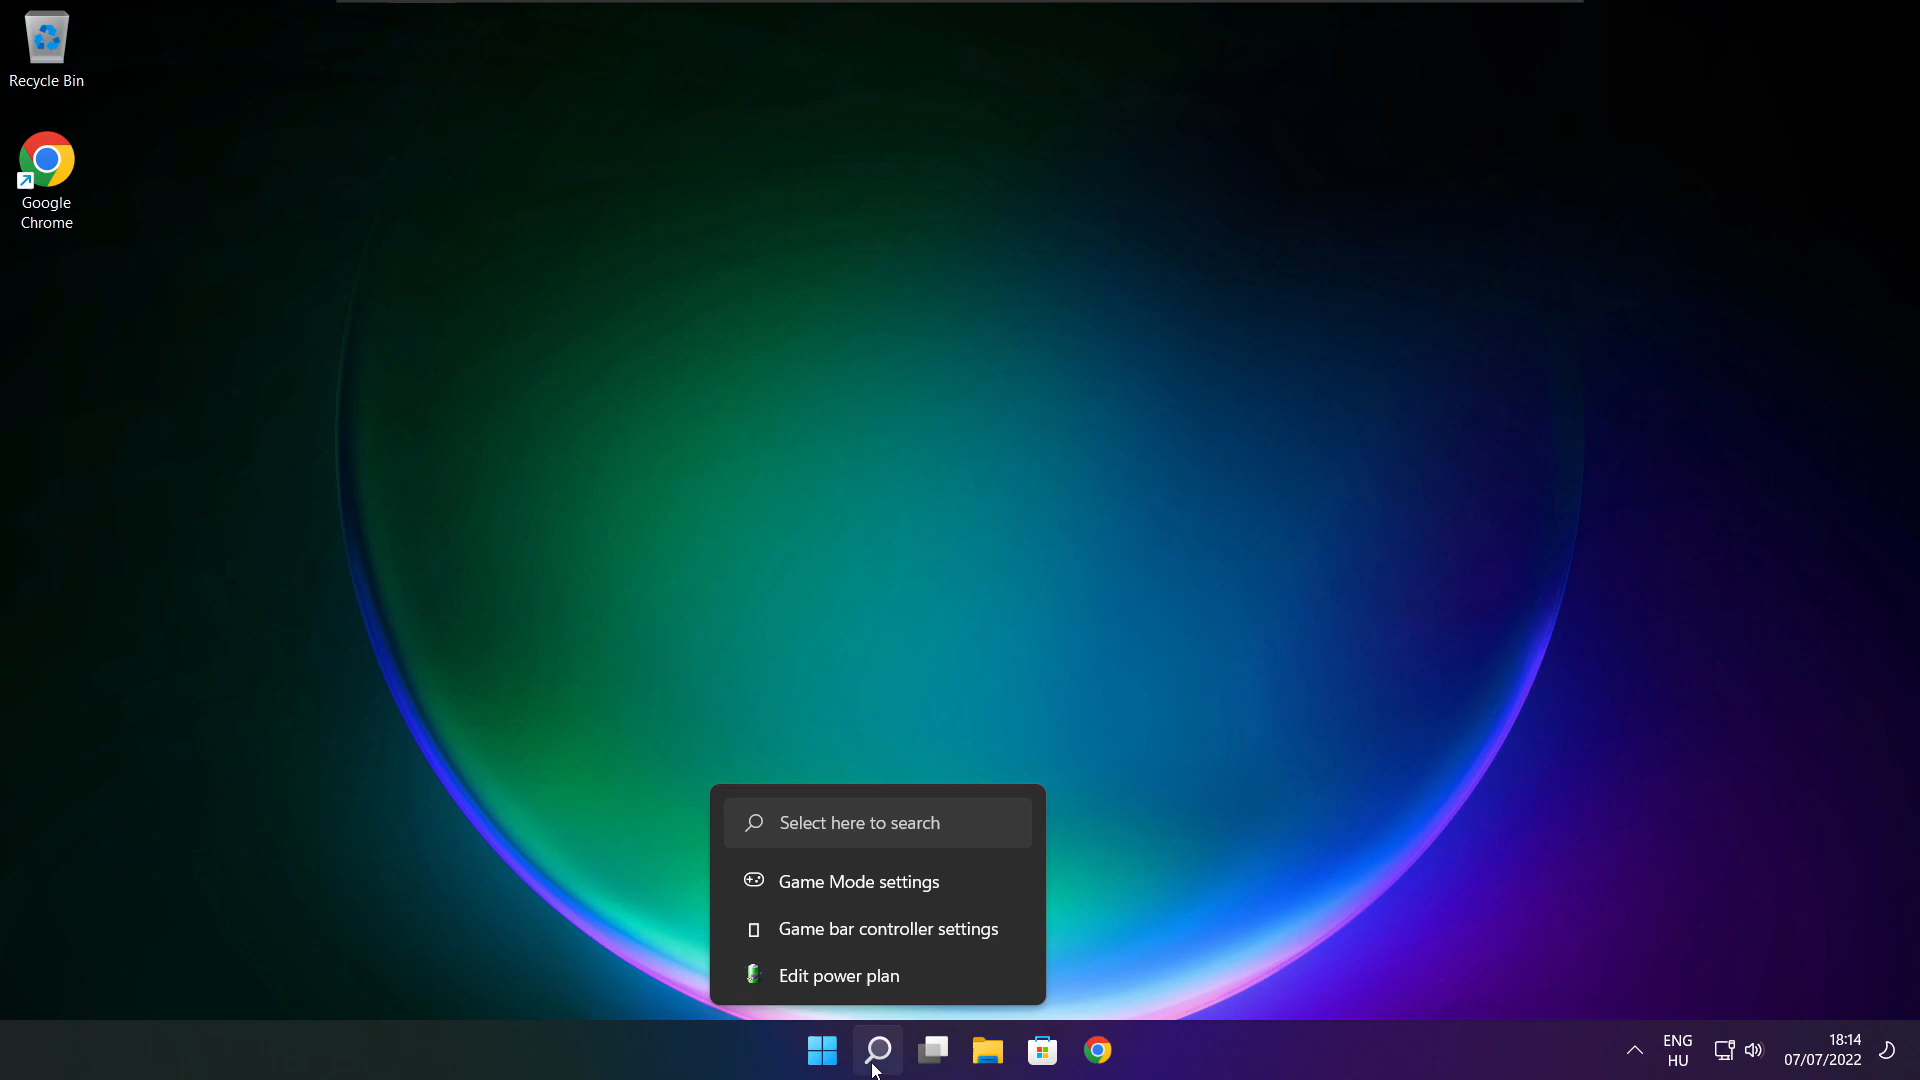 Recycle Bin
Google
Chrome
Select here to search
Game Mode settings
Game bar controller settings
Edit power plan
ENG
HU
18:14
07/07/2022